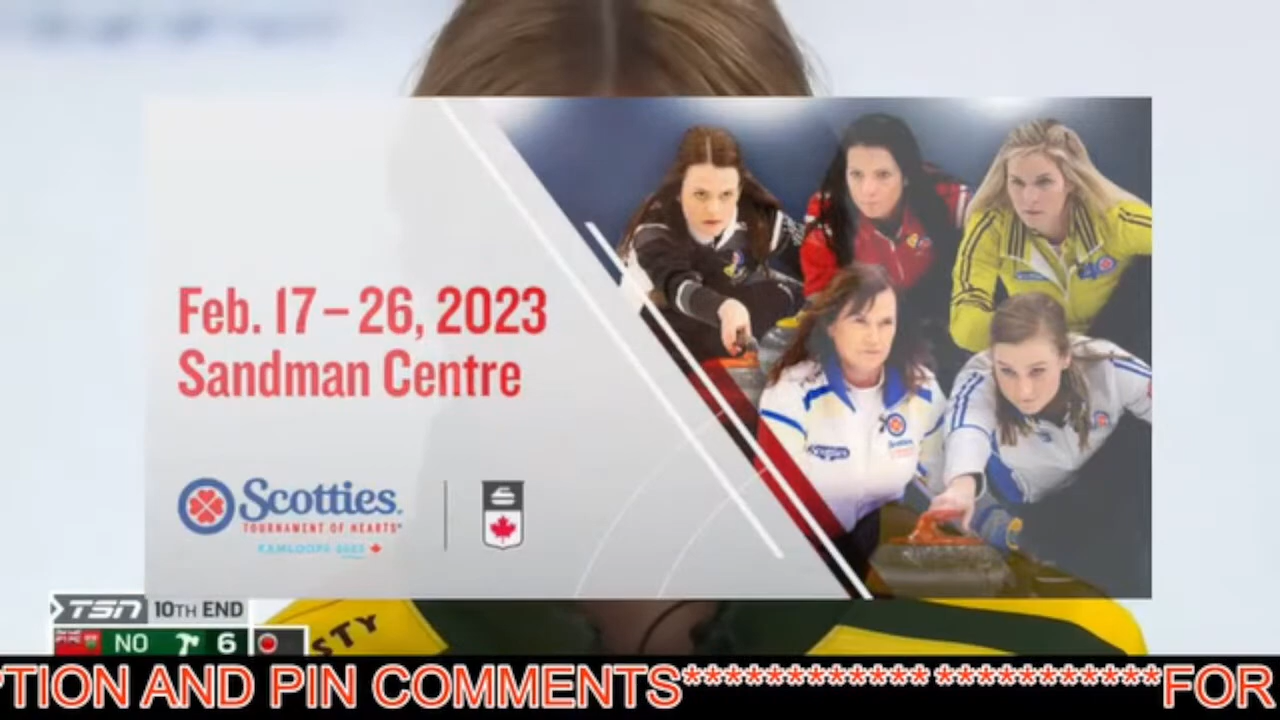 Feb. 17 – 26, 2023
Sandman Centre
Scotties
TOURNAMENT OF HEARTS
KAMLOOPS 2023
TSN 10TH END
NO 6
STY
*TION AND PIN COMMENTS************ ************FOR